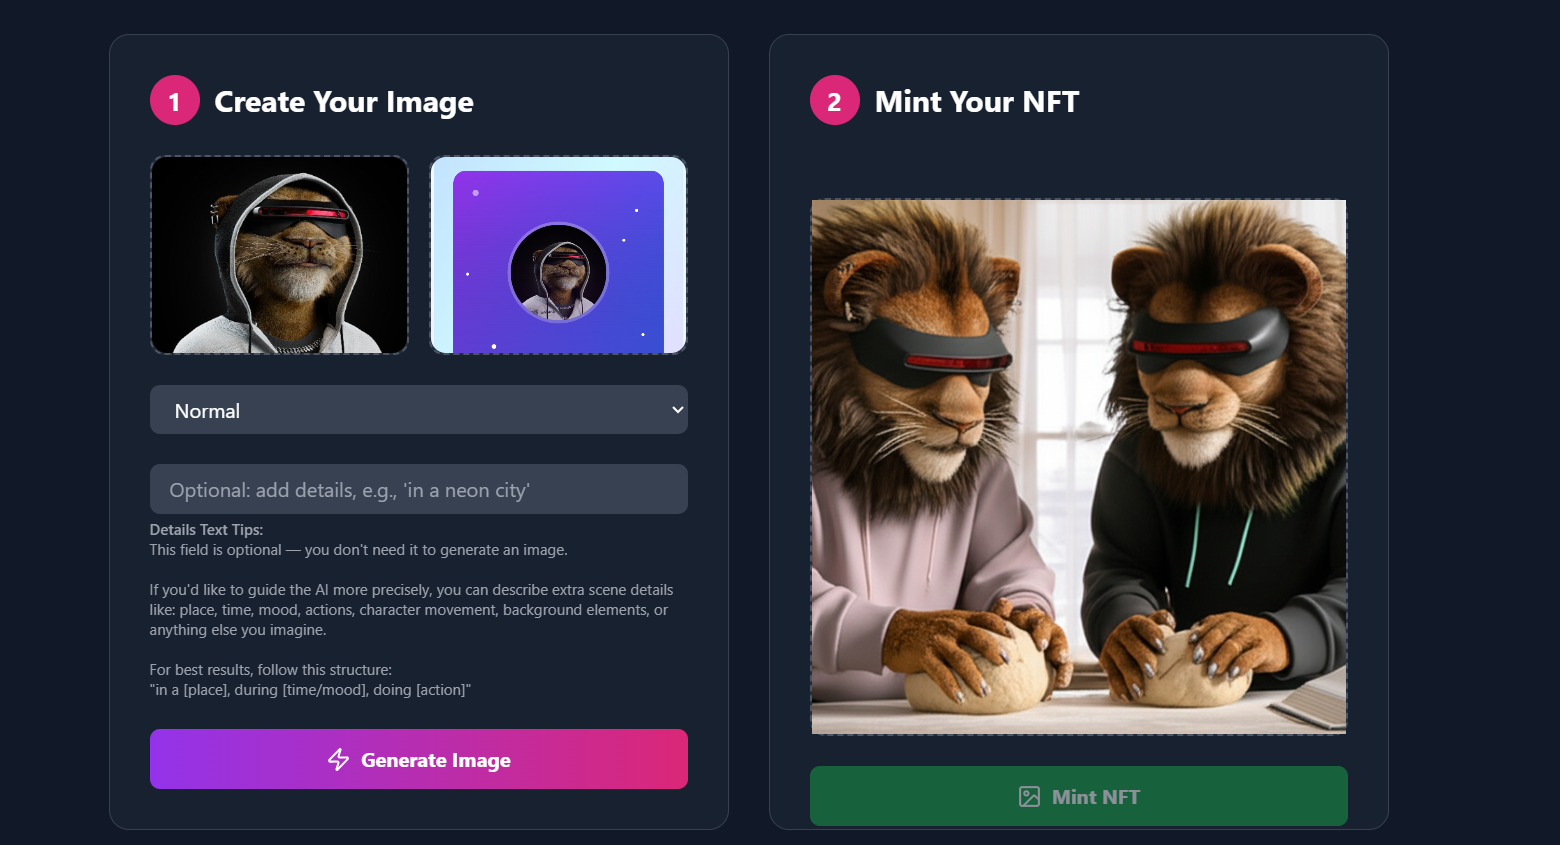 1 Create Your Image
Normal
Optional: add details, e.g., 'in a neon city'
Details Text Tips:
This field is optional — you don't need it to generate an image.
If you'd like to guide the AI more precisely, you can describe extra scene details
like: place, time, mood, actions, character movement, background elements, or
anything else you imagine.
For best results, follow this structure:
"in a [place], during [time/mood], doing [action]"
Generate Image
2 Mint Your NFT
Mint NFT